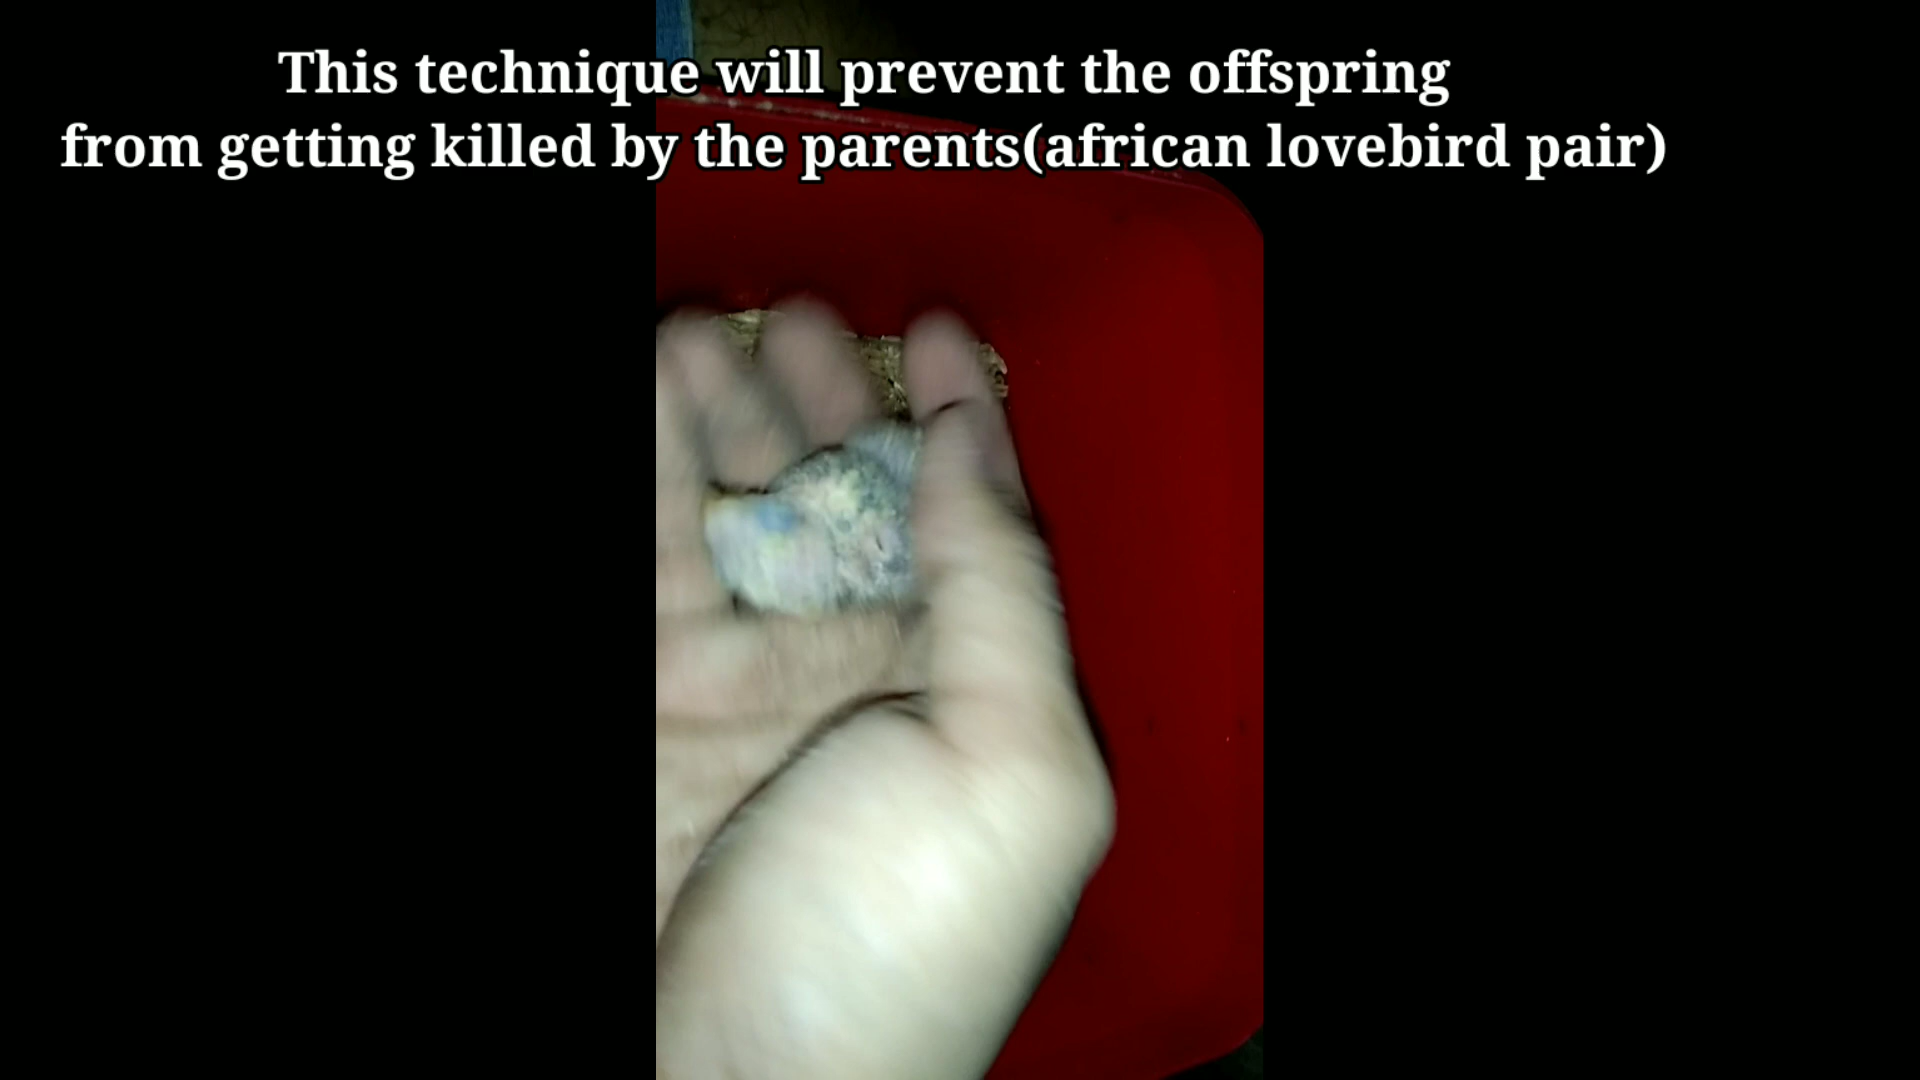 This technique will prevent the offspring
from getting killed by the parents(african lovebird pair)